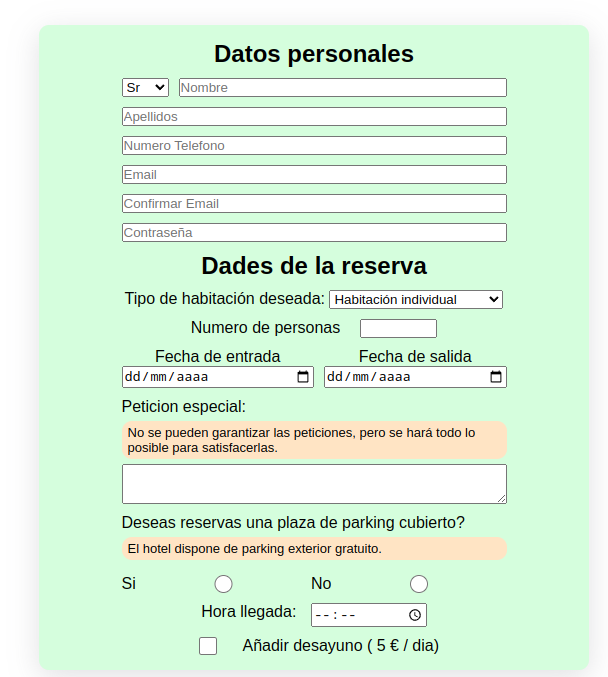 Datos personales
Sr Nombre
Apellidos
Numero Telefono
Email
Confirmar Email
Contraseña
Dades de la reserva
Tipo de habitación deseada: Habitación individual
Numero de personas
Fecha de entrada Fecha de salida
dd/mm/aaaa dd/mm/aaaa
Peticion especial:
No se pueden garantizar las peticiones, pero se hará todo lo
posible para satisfacerlas.
Deseas reservas una plaza de parking cubierto?
El hotel dispone de parking exterior gratuito.
Si No
Hora llegada: --:--
Añadir desayuno ( 5 € / dia)